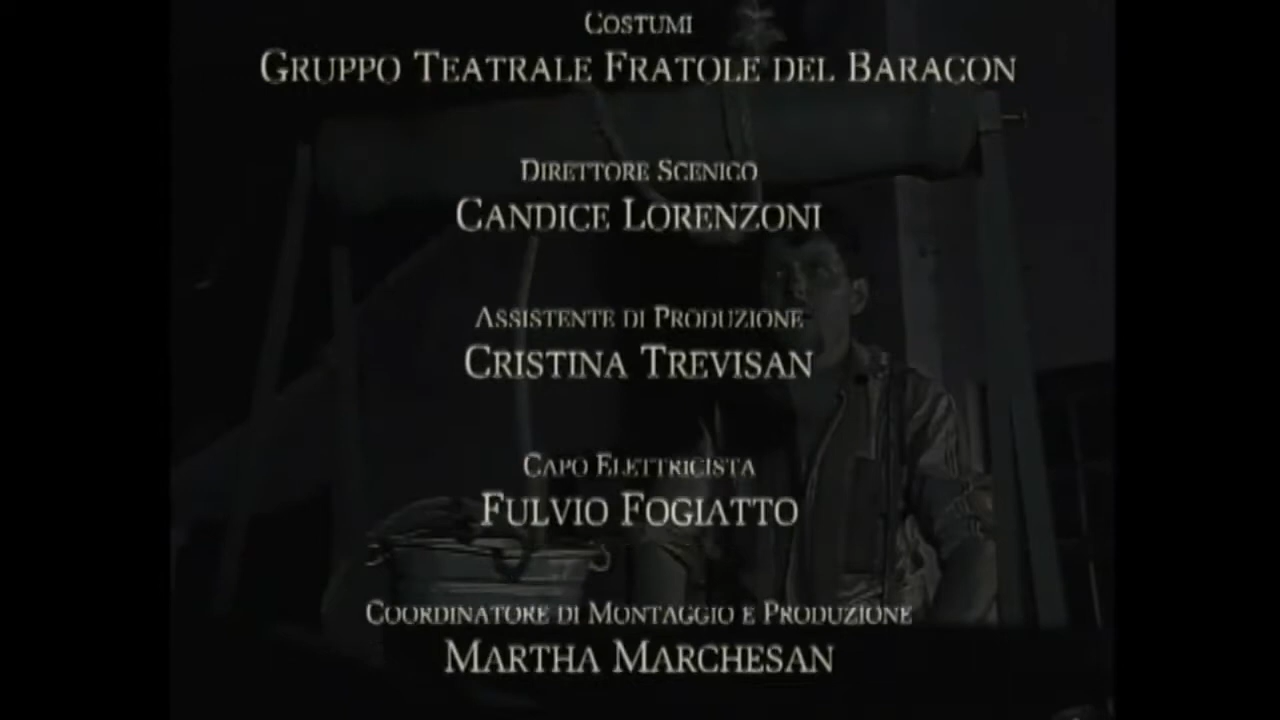 Costumi
Gruppo Teatrale Fratole del Baracon
Direttore Scenico
Candice Lorenzoni
Assistente di Produzione
Cristina Trevisan
Capo Elettricista
Fulvio Fogiatto
Coordinatore di Montaggio e Produzione
Martha Marchesan